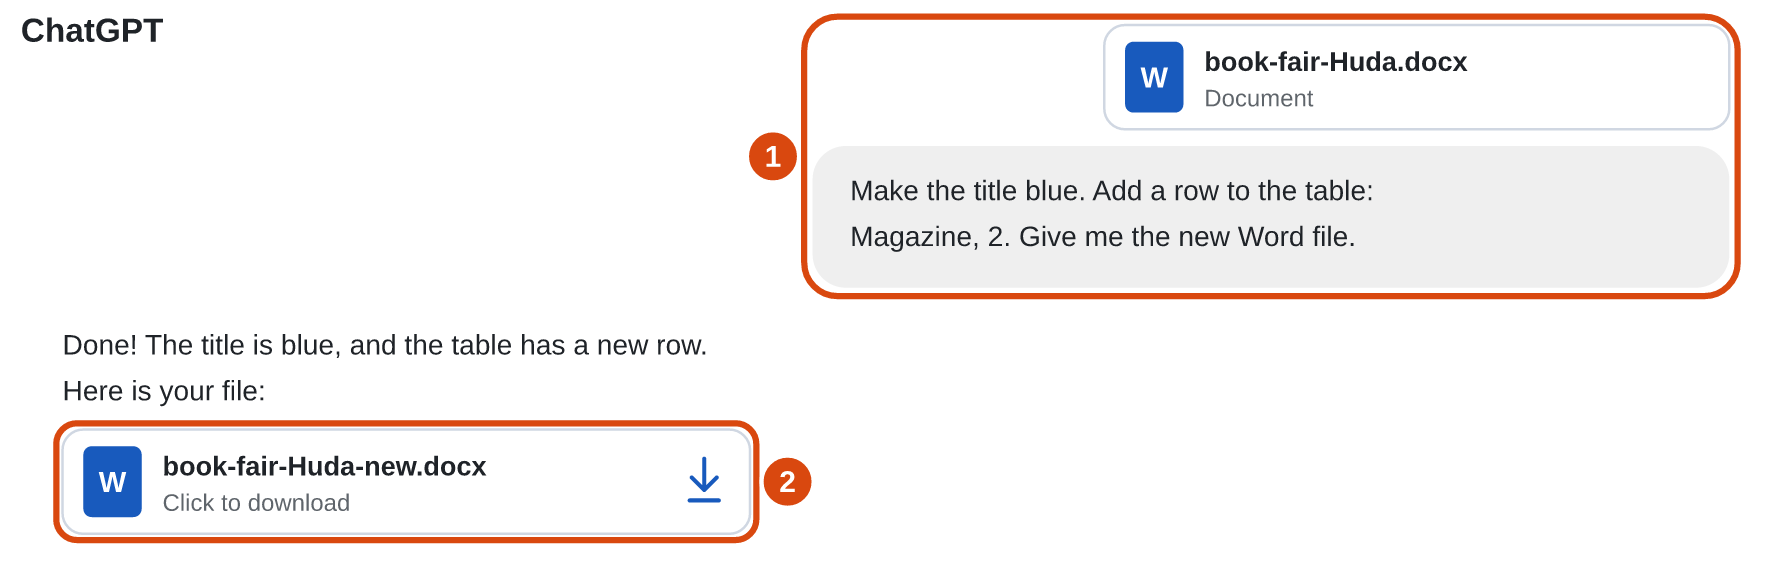 ChatGPT
W
book-fair-Huda.docx
Document
1
Make the title blue. Add a row to the table:
Magazine, 2. Give me the new Word file.
Done! The title is blue, and the table has a new row.
Here is your file:
W
book-fair-Huda-new.docx
Click to download
2